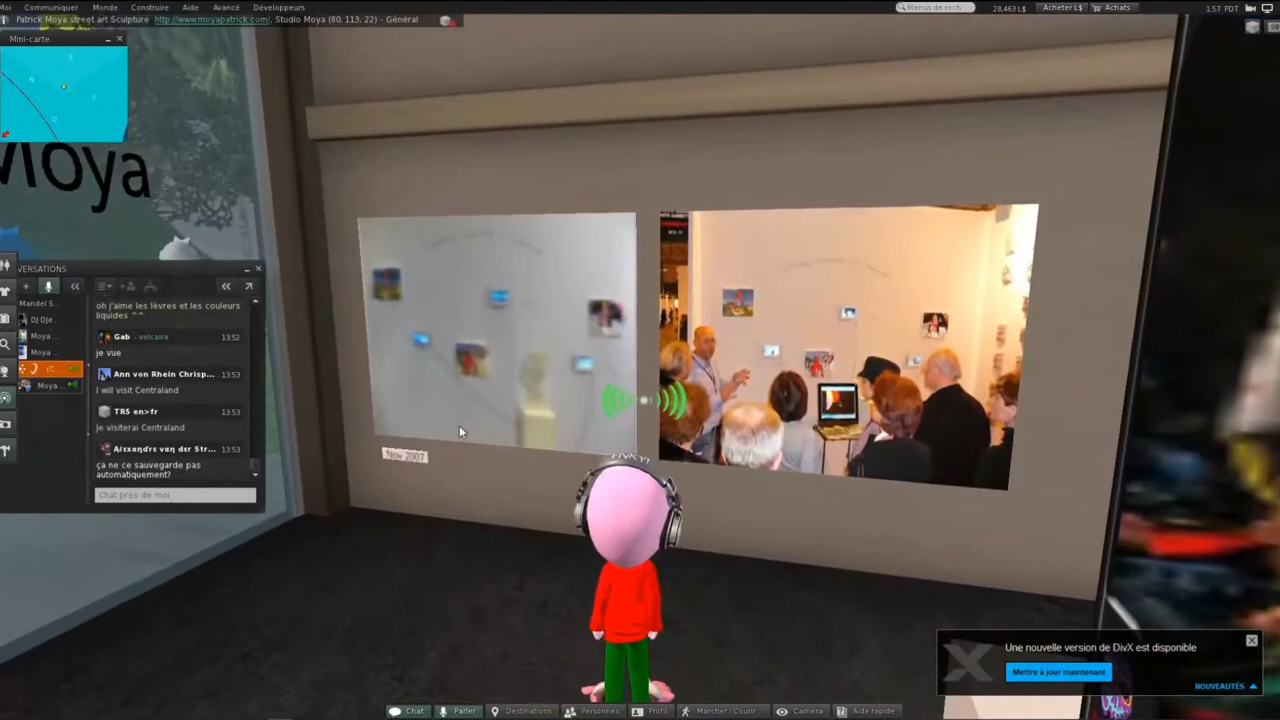 Moi Communiquer Monde Construire Aide Avancé Développeurs
Menus de rech
28,463 L$ Acheter L$ Achats
1:57 PDT
Patrick Moya street art Sculpture http://www.moyapatrick.com/, Studio Moya (80, 113, 22) - Général
Mini-carte
N
E
S
Moya
VERSATIONS
Mandel S...
DJ Dje...
Moya ...
Moya ...
(C...
Moya...
oh j'aime les lèvres et les couleurs
liquides ^^
Gab - velcaira 13:52
je vue
Ann von Rhein Chrisp... 13:53
I will visit Centraland
TRS en>fr 13:53
Je visiterai Centraland
13:53
ça ne ce sauvegarde pas
automatiquement?
Chat près de moi
Nov 2007
Une nouvelle version de DivX est disponible
Mettre à jour maintenant
NOUVEAUTÉS
Chat Parler Destinations Personnes Profil Marcher / Courir Caméra Aide rapide